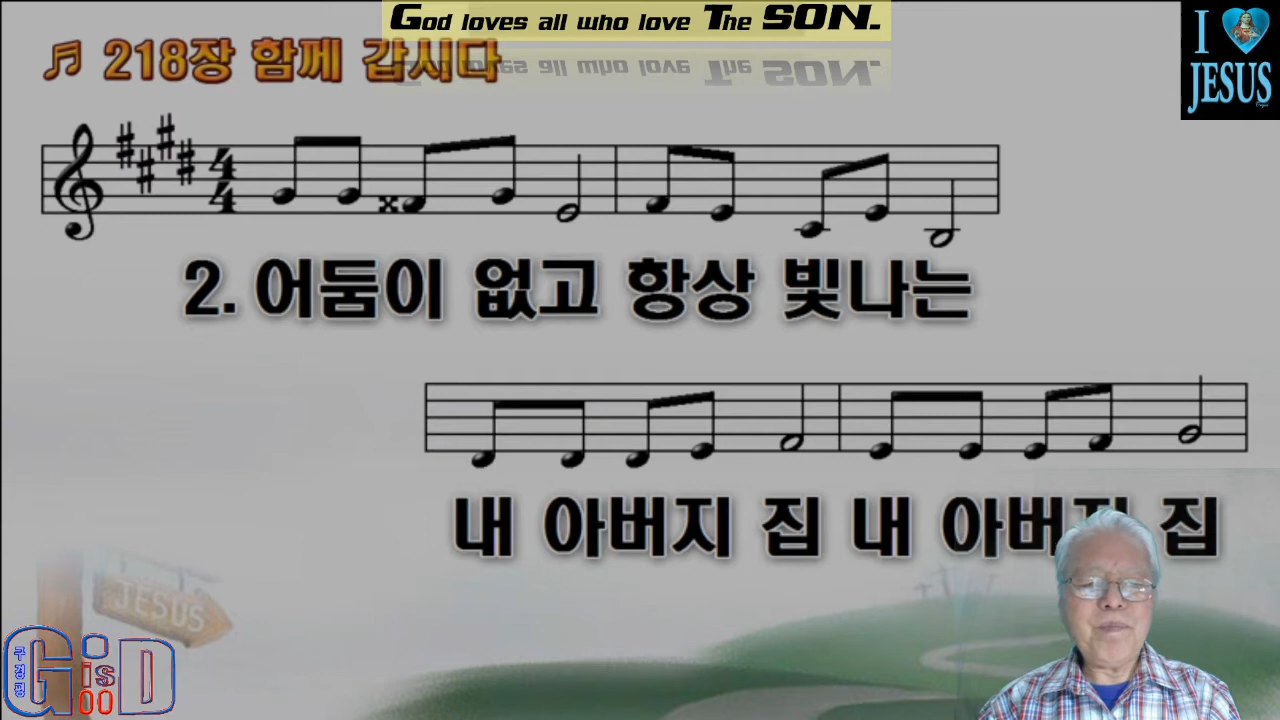 God loves all who love The SON.
I
JESUS
218장 함께 갑시다
2. 어둠이 없고 항상 빛나는
내 아버지 집 내 아버지 집
JESUS
GisooD